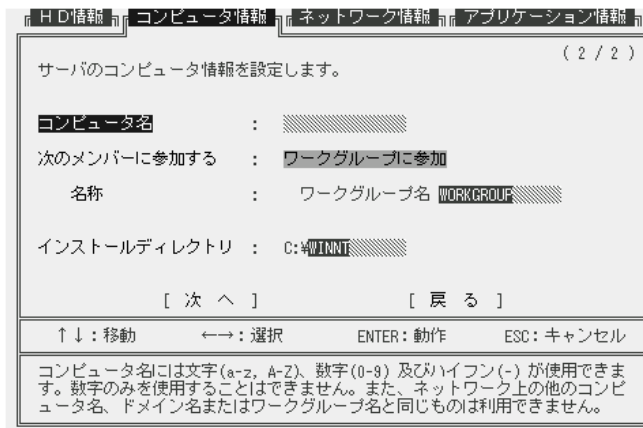 HD情報 コンピュータ情報 ネットワーク情報 アプリケーション情報
(2/2)
サーバのコンピュータ情報を設定します。
コンピュータ名 :
次のメンバーに参加する : ワークグループに参加
名称 : ワークグループ名 WORKGROUP
インストールディレクトリ : C:¥WINNT
[ 次 へ ] [ 戻 る ]
↑↓:移動 ←→:選択 ENTER:動作 ESC:キャンセル
コンピュータ名には文字(a-z, A-Z)、数字(0-9) 及びハイフン(-) が使用できま
す。数字のみを使用することはできません。また、ネットワーク上の他のコンピ
ュータ名、ドメイン名またはワークグループ名と同じものは利用できません。